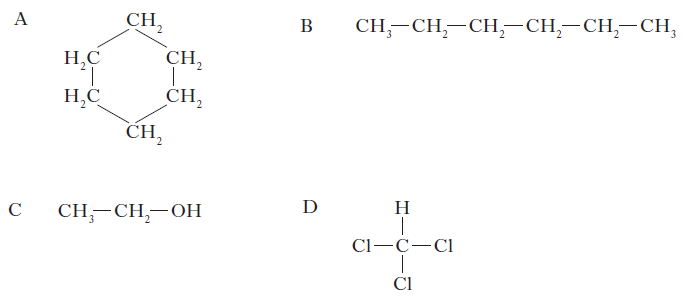 A
CH₂
H₂C CH₂
H₂C CH₂
CH₂
B CH₃—CH₂—CH₂—CH₂—CH₂—CH₃
C CH₃—CH₂—OH
D
H
Cl—C—Cl
Cl